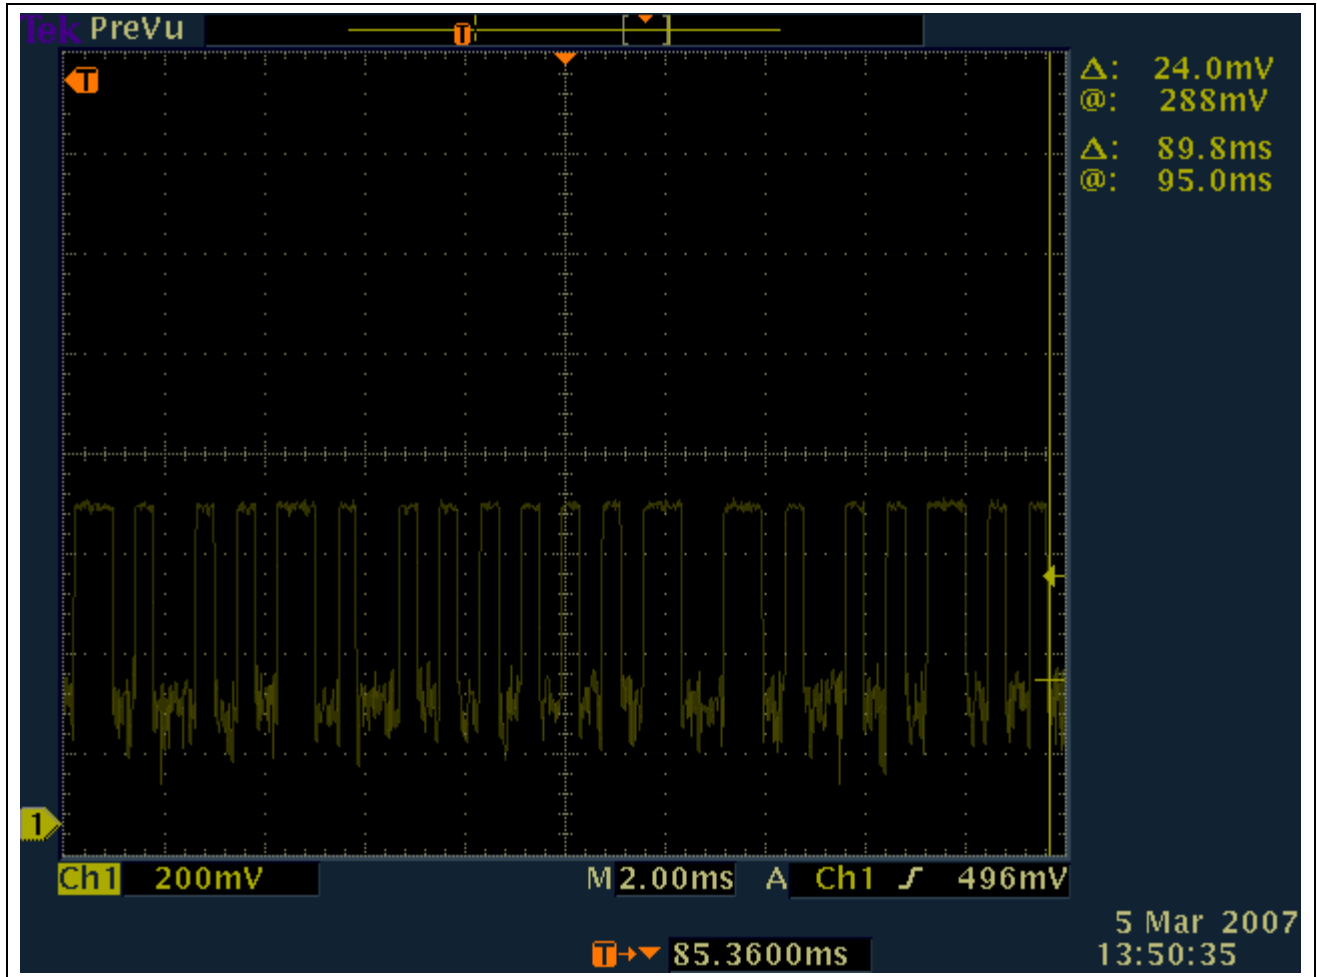 Tek PreVu
T
T
Δ: 24.0mV
@: 288mV
Δ: 89.8ms
@: 95.0ms
1
Ch1 200mV M 2.00ms A Ch1 496mV
T 85.3600ms
5 Mar 2007
13:50:35